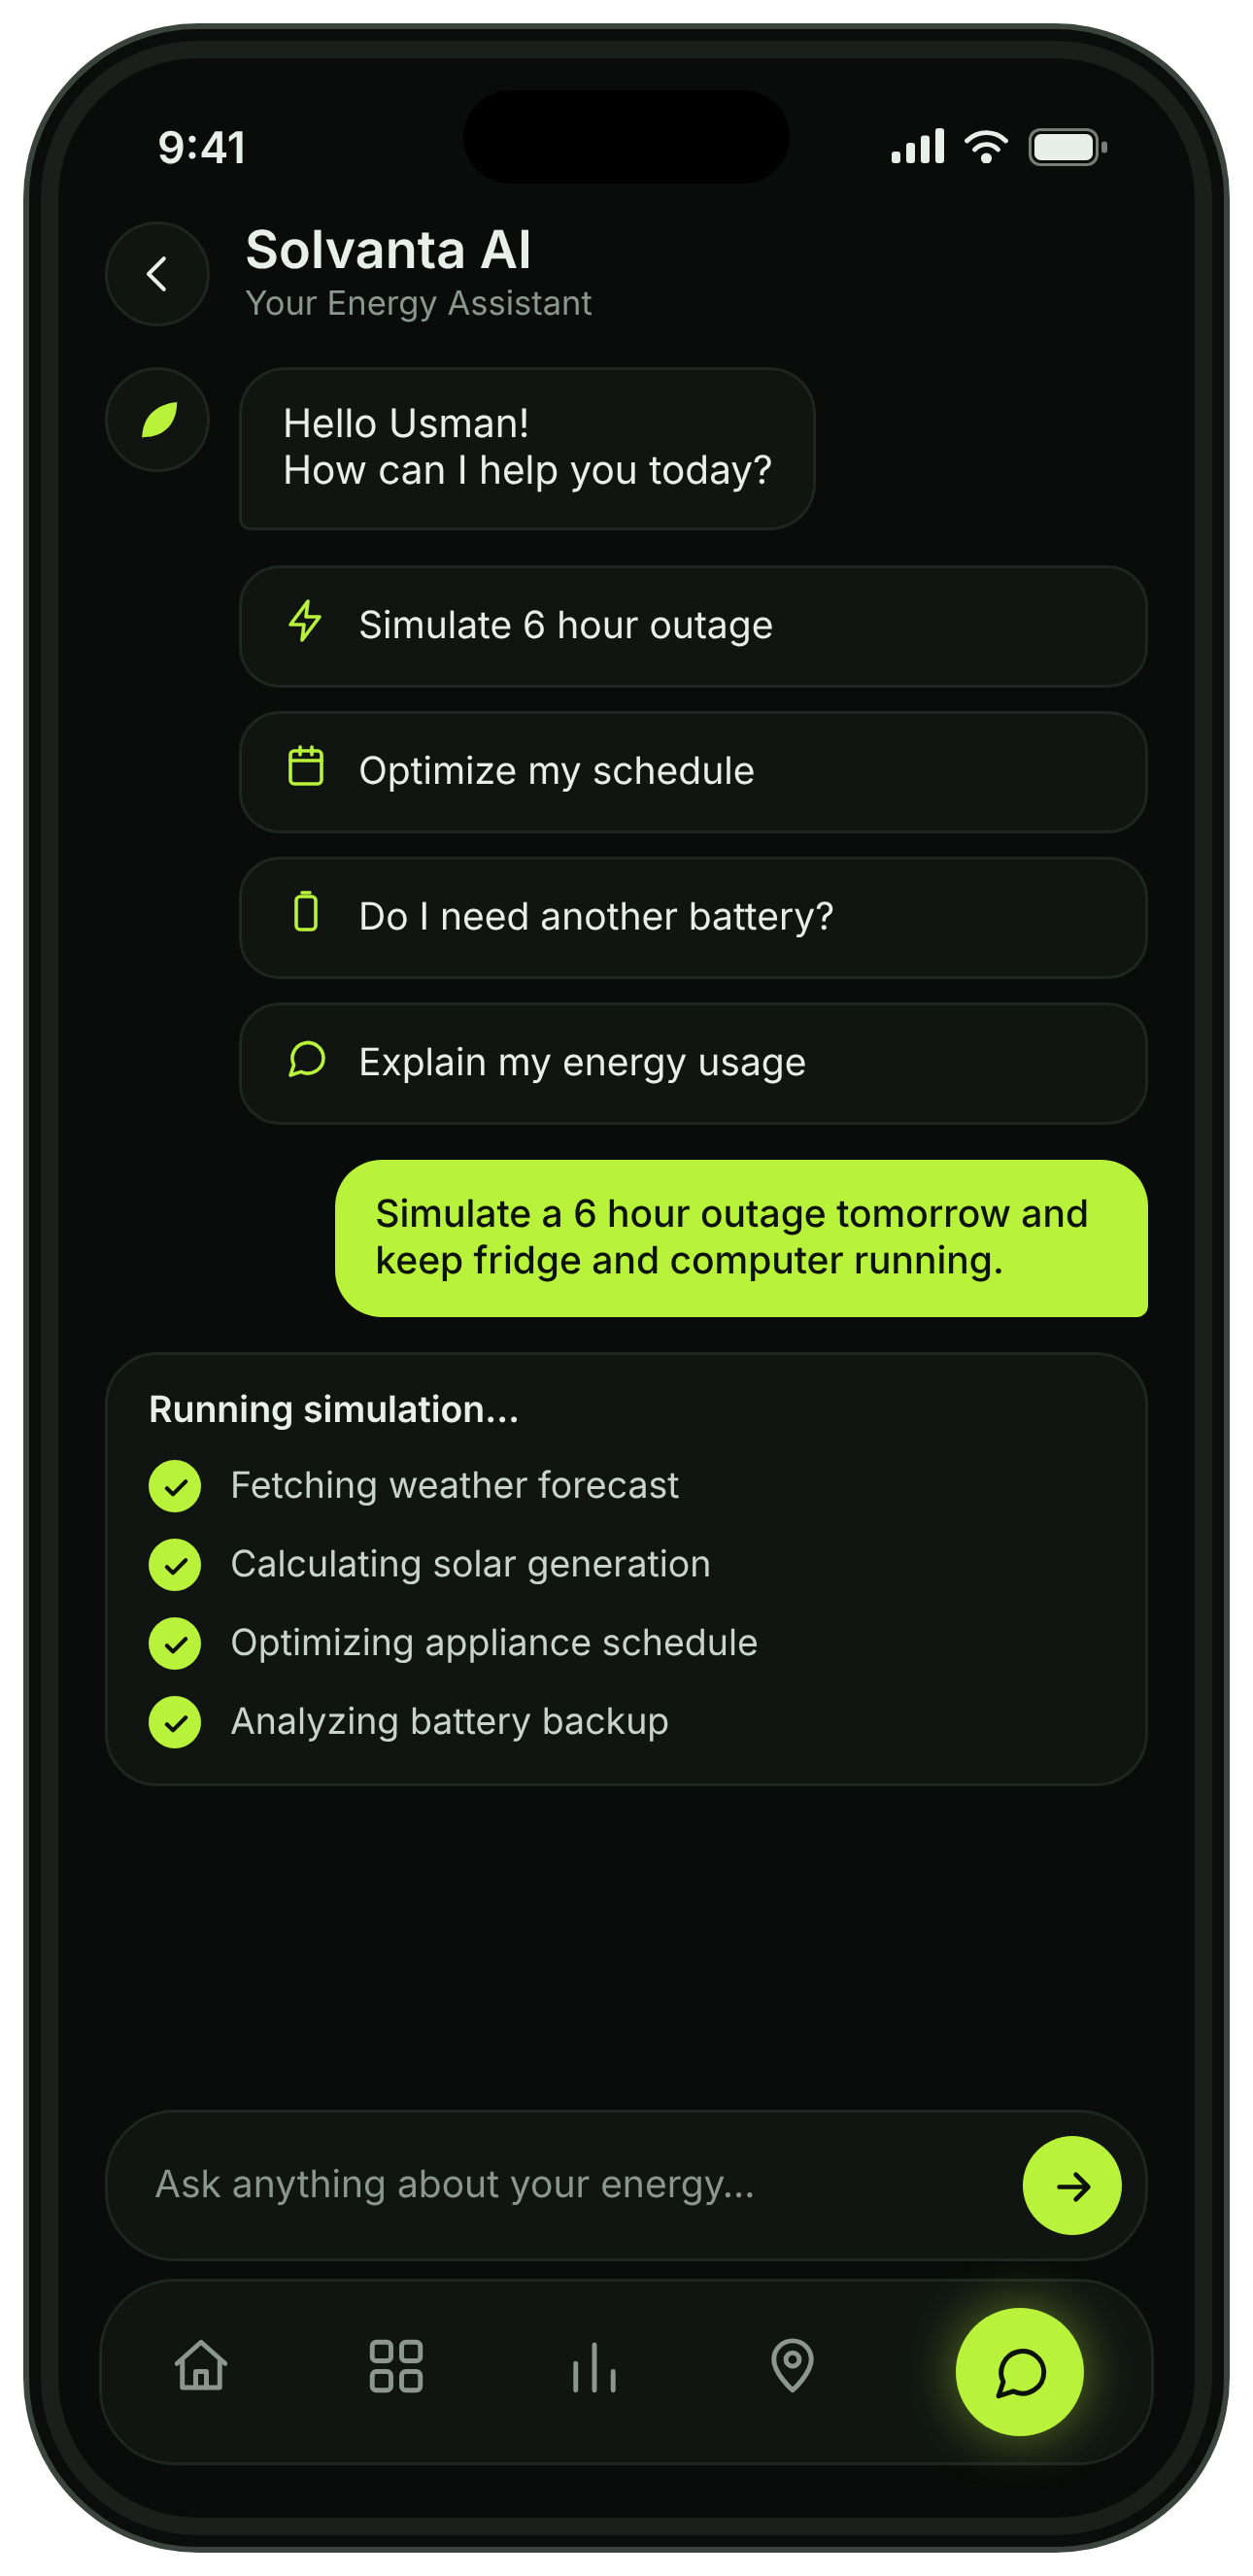 9:41
Solvanta AI
Your Energy Assistant
Hello Usman!
How can I help you today?
Simulate 6 hour outage
Optimize my schedule
Do I need another battery?
Explain my energy usage
Simulate a 6 hour outage tomorrow and
keep fridge and computer running.
Running simulation...
Fetching weather forecast
Calculating solar generation
Optimizing appliance schedule
Analyzing battery backup
Ask anything about your energy...